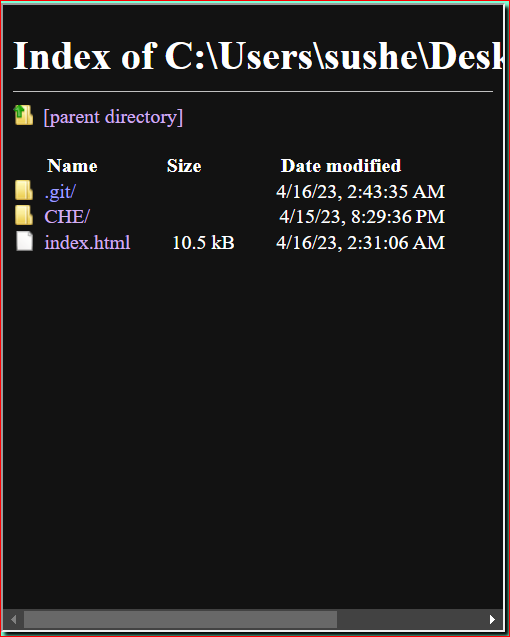 Index of C:\Users\sushe\Desk
[parent directory]
Name Size Date modified
.git/ 4/16/23, 2:43:35 AM
CHE/ 4/15/23, 8:29:36 PM
index.html 10.5 kB 4/16/23, 2:31:06 AM